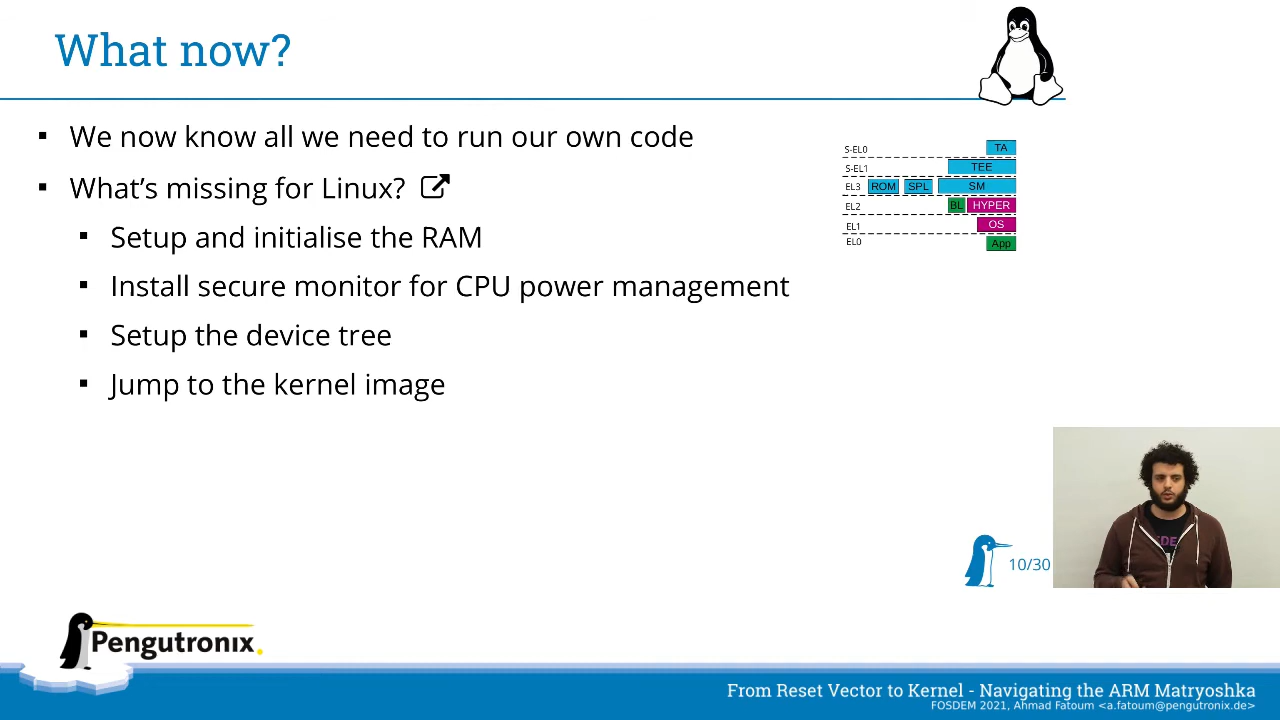 What now?
We now know all we need to run our own code
What's missing for Linux?
Setup and initialise the RAM
Install secure monitor for CPU power management
Setup the device tree
Jump to the kernel image
S-EL0 TA
S-EL1 TEE
EL3 ROM SPL SM
EL2 BL HYPER
EL1 OS
EL0 App
10/30
Pengutronix
From Reset Vector to Kernel - Navigating the ARM Matryoshka
FOSDEM 2021, Ahmad Fatoum <a.fatoum@pengutronix.de>